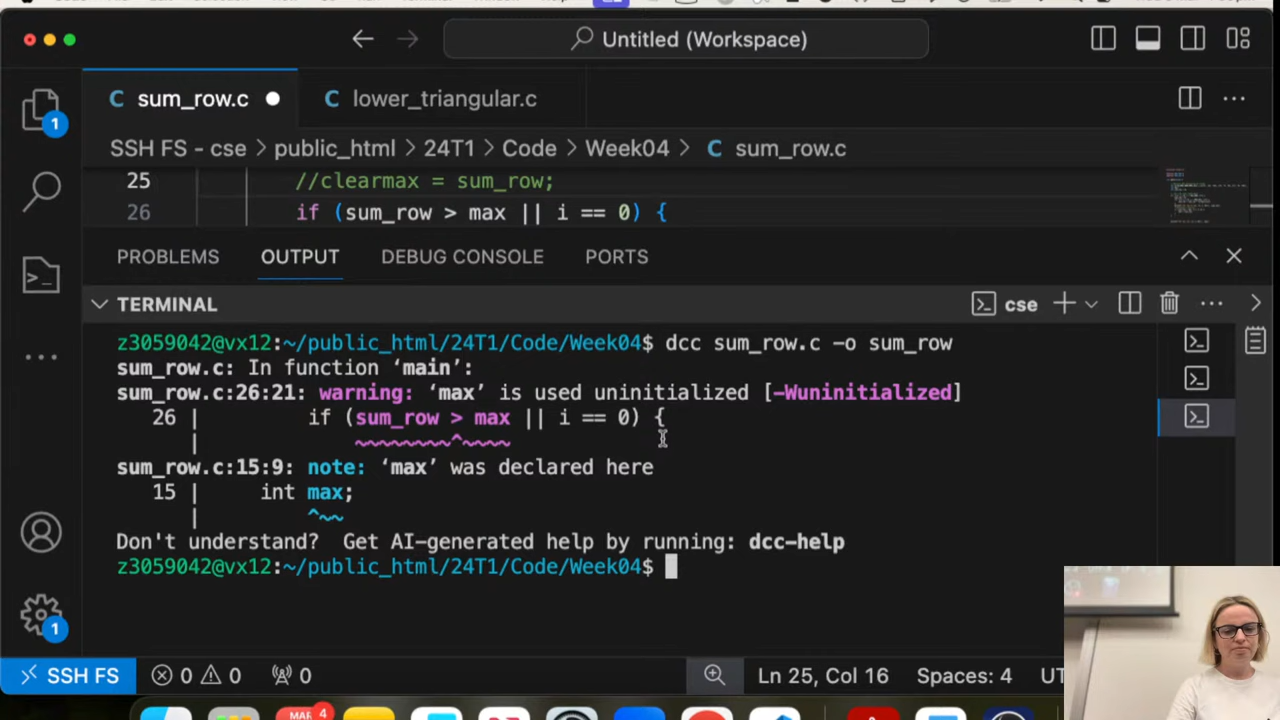 Untitled (Workspace)
1
C sum_row.c
C lower_triangular.c
SSH FS - cse > public_html > 24T1 > Code > Week04 > C sum_row.c
25 //clearmax = sum_row;
26 if (sum_row > max || i == 0) {
PROBLEMS OUTPUT DEBUG CONSOLE PORTS
TERMINAL
cse
z3059042@vx12:~/public_html/24T1/Code/Week04$ dcc sum_row.c -o sum_row
sum_row.c: In function ‘main’:
sum_row.c:26:21: warning: ‘max’ is used uninitialized [-Wuninitialized]
26 | if (sum_row > max || i == 0) {
| ~~~~~~~~^~~~~
sum_row.c:15:9: note: ‘max’ was declared here
15 | int max;
| ^~~
Don't understand? Get AI-generated help by running: dcc-help
z3059042@vx12:~/public_html/24T1/Code/Week04$
1
SSH FS 0 0 0 Ln 25, Col 16 Spaces: 4
MAR 4